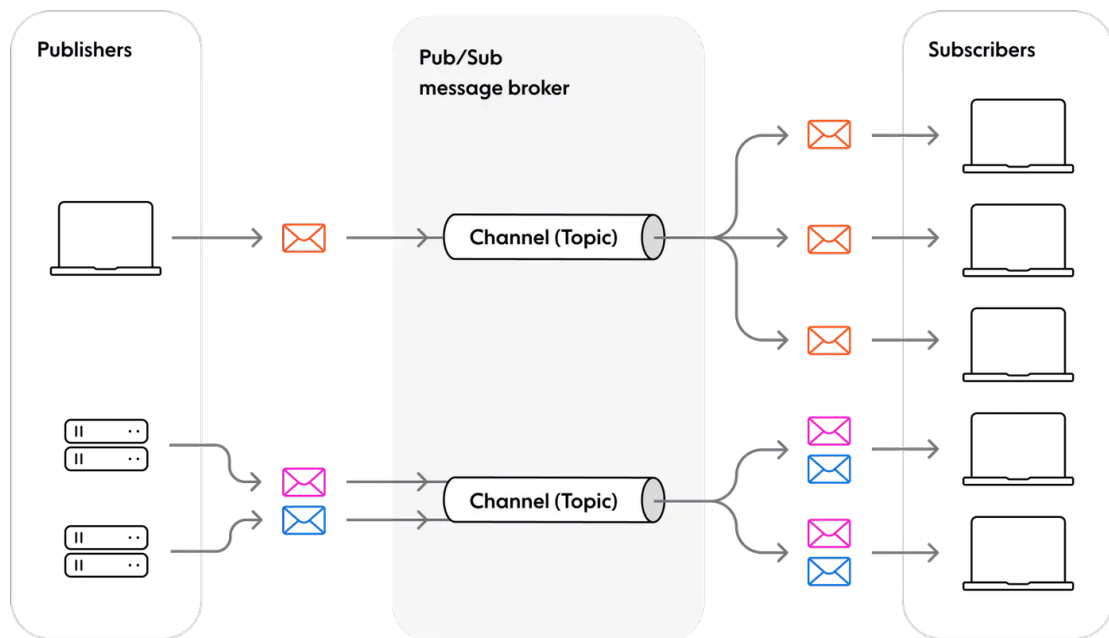 Publishers
Pub/Sub
message broker
Subscribers
Channel (Topic)
Channel (Topic)